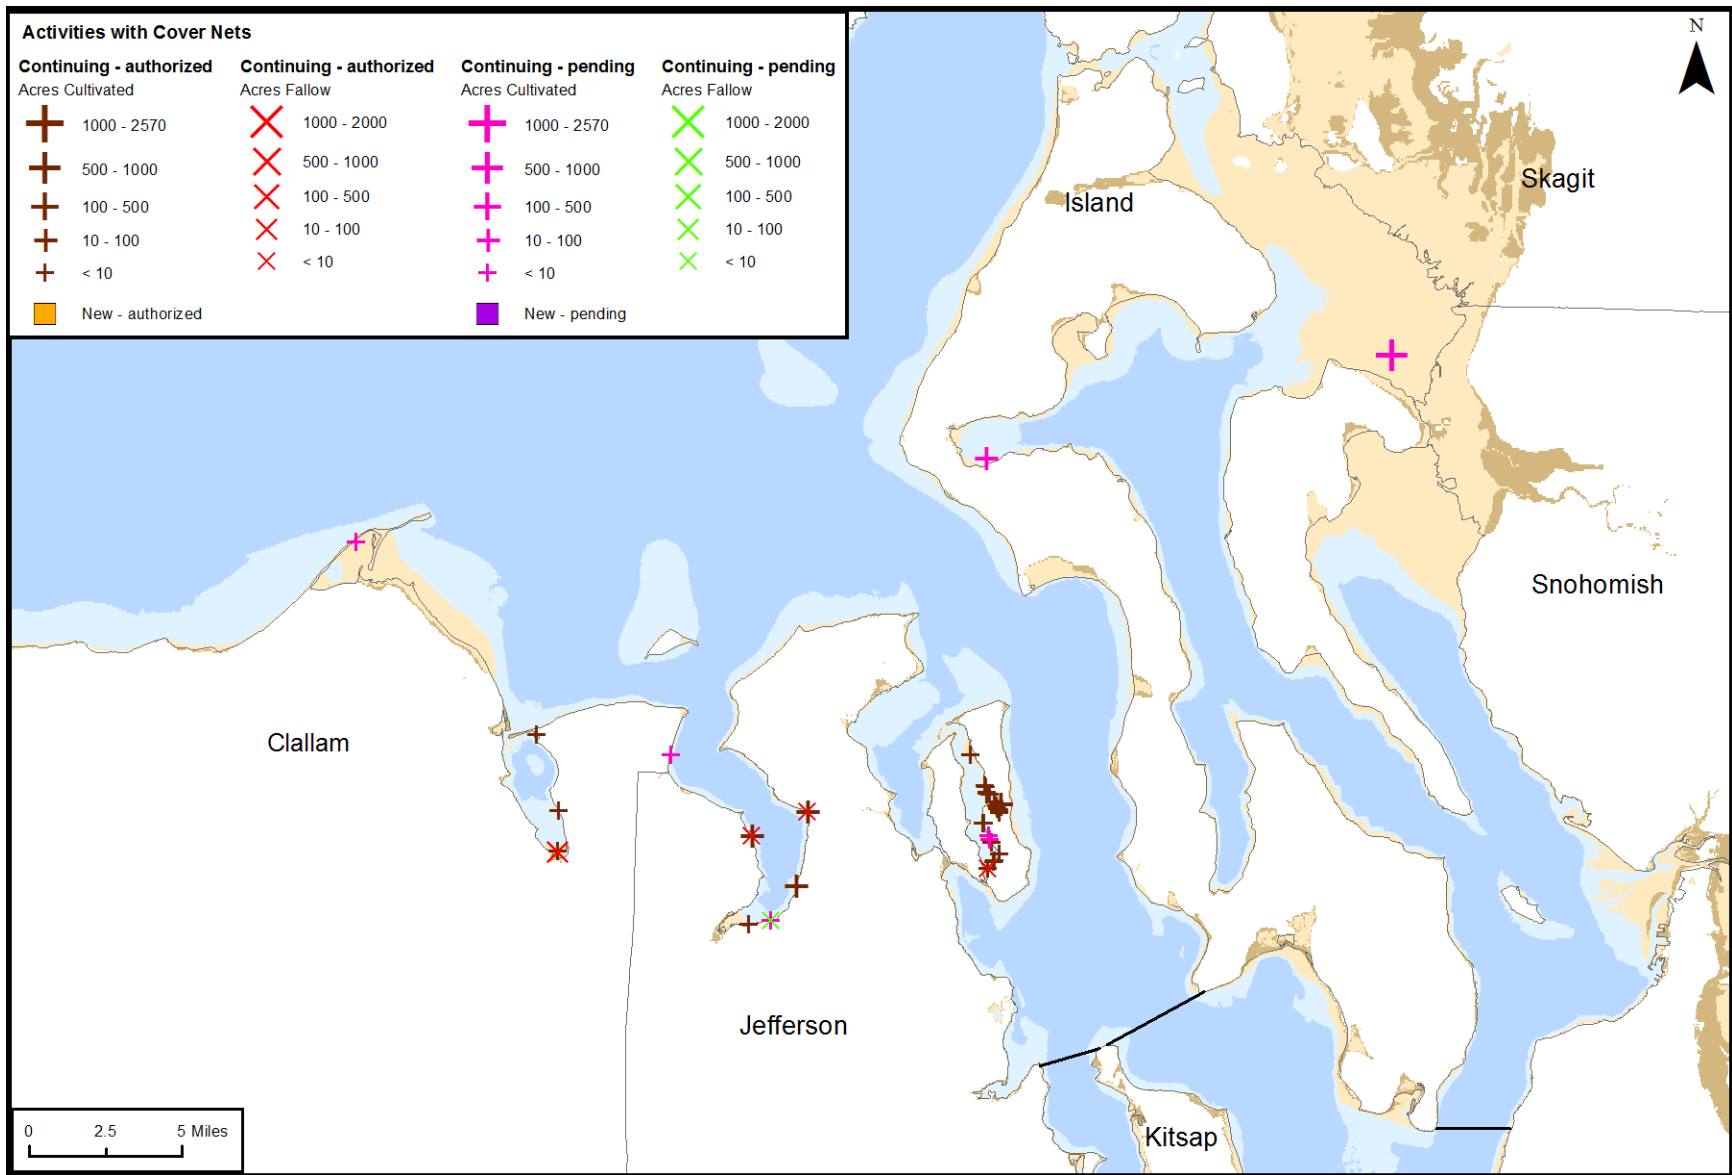 Activities with Cover Nets
Continuing - authorized Continuing - authorized Continuing - pending Continuing - pending
Acres Cultivated Acres Fallow Acres Cultivated Acres Fallow
1000 - 2570 1000 - 2000 1000 - 2570 1000 - 2000
500 - 1000 500 - 1000 500 - 1000 500 - 1000
100 - 500 100 - 500 100 - 500 100 - 500
10 - 100 10 - 100 10 - 100 10 - 100
< 10 < 10 < 10 < 10
New - authorized New - pending
N
Skagit
Island
Snohomish
Clallam
Jefferson
Kitsap
0 2.5 5 Miles